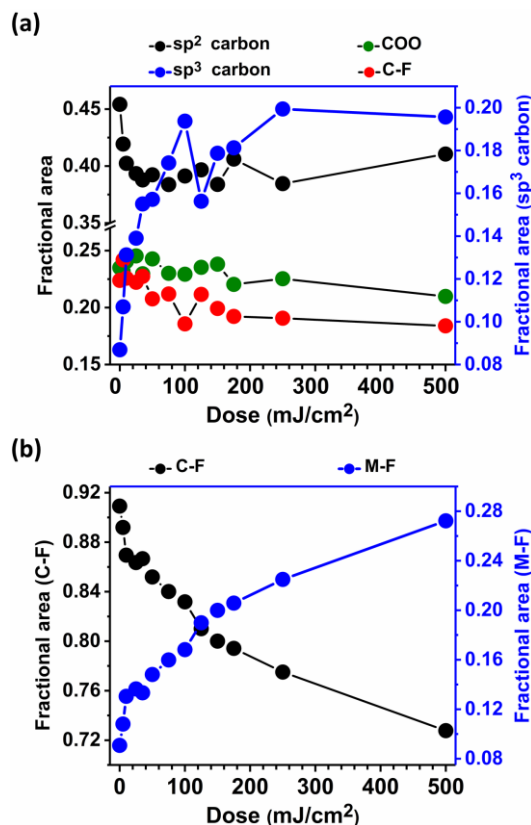 (a)
sp² carbon
COO
sp³ carbon
C-F
0.45
0.40
0.35
0.25
0.20
0.15
Fractional area
0.20
0.18
0.16
0.14
0.12
0.10
0.08
Fractional area (sp³ carbon)
0 100 200 300 400 500
Dose (mJ/cm²)
(b)
C-F M-F
0.92
0.88
0.84
0.80
0.76
0.72
Fractional area (C-F)
0.28
0.24
0.20
0.16
0.12
0.08
Fractional area (M-F)
0 100 200 300 400 500
Dose (mJ/cm²)